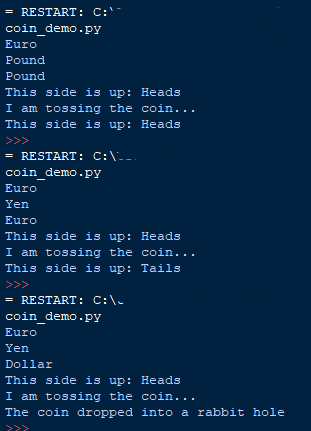 = RESTART: C:\
coin_demo.py
Euro
Pound
Pound
This side is up: Heads
I am tossing the coin...
This side is up: Heads
>>>
= RESTART: C:\
coin_demo.py
Euro
Yen
Euro
This side is up: Heads
I am tossing the coin...
This side is up: Tails
>>>
= RESTART: C:\
coin_demo.py
Euro
Yen
Dollar
This side is up: Heads
I am tossing the coin...
The coin dropped into a rabbit hole
>>>